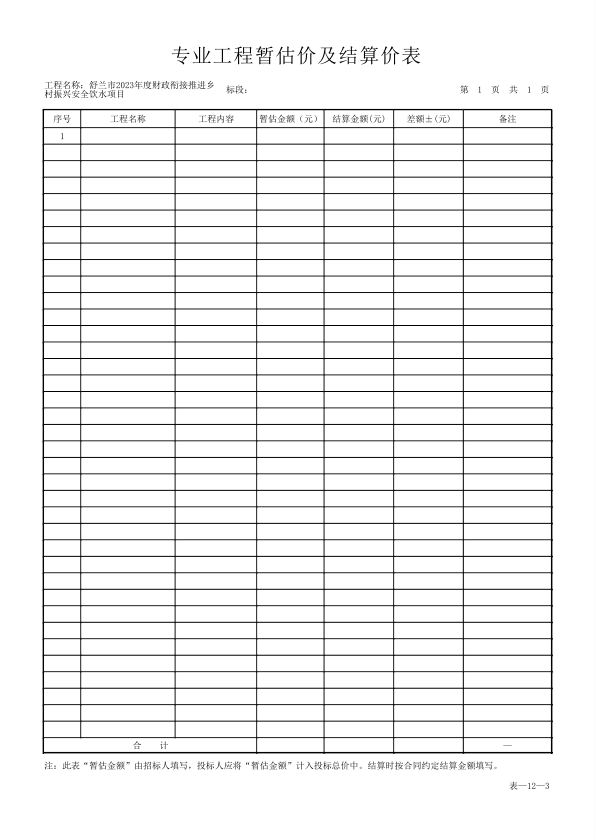 专业工程暂估价及结算价表
工程名称：舒兰市2023年度财政衔接推进乡
村振兴安全饮水项目
标段：
第 1 页 共 1 页
序号 工程名称 工程内容 暂估金额（元） 结算金额(元) 差额±(元) 备注
1
合 计 —
注：此表“暂估金额”由招标人填写，投标人应将“暂估金额”计入投标总价中。结算时按合同约定结算金额填写。
表—12—3